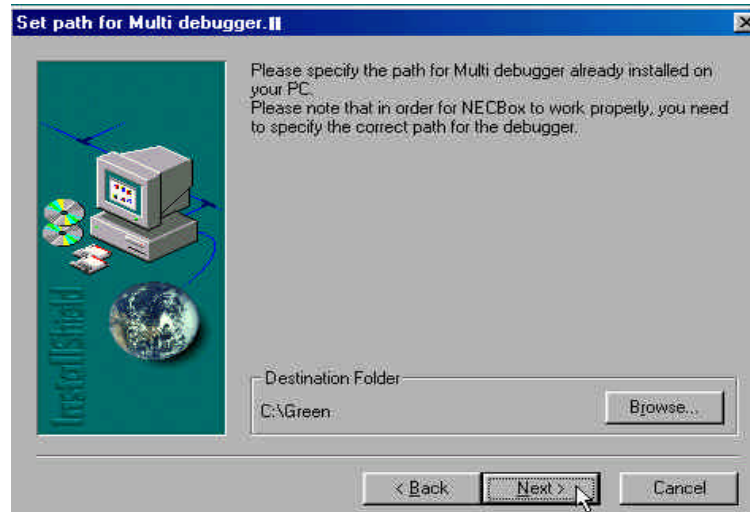 Set path for Multi debugger.
Please specify the path for Multi debugger already installed on
your PC.
Please note that in order for NECBox to work properly, you need
to specify the correct path for the debugger.
InstallShield
Destination Folder
C:\Green
Browse...
< Back
Next >
Cancel